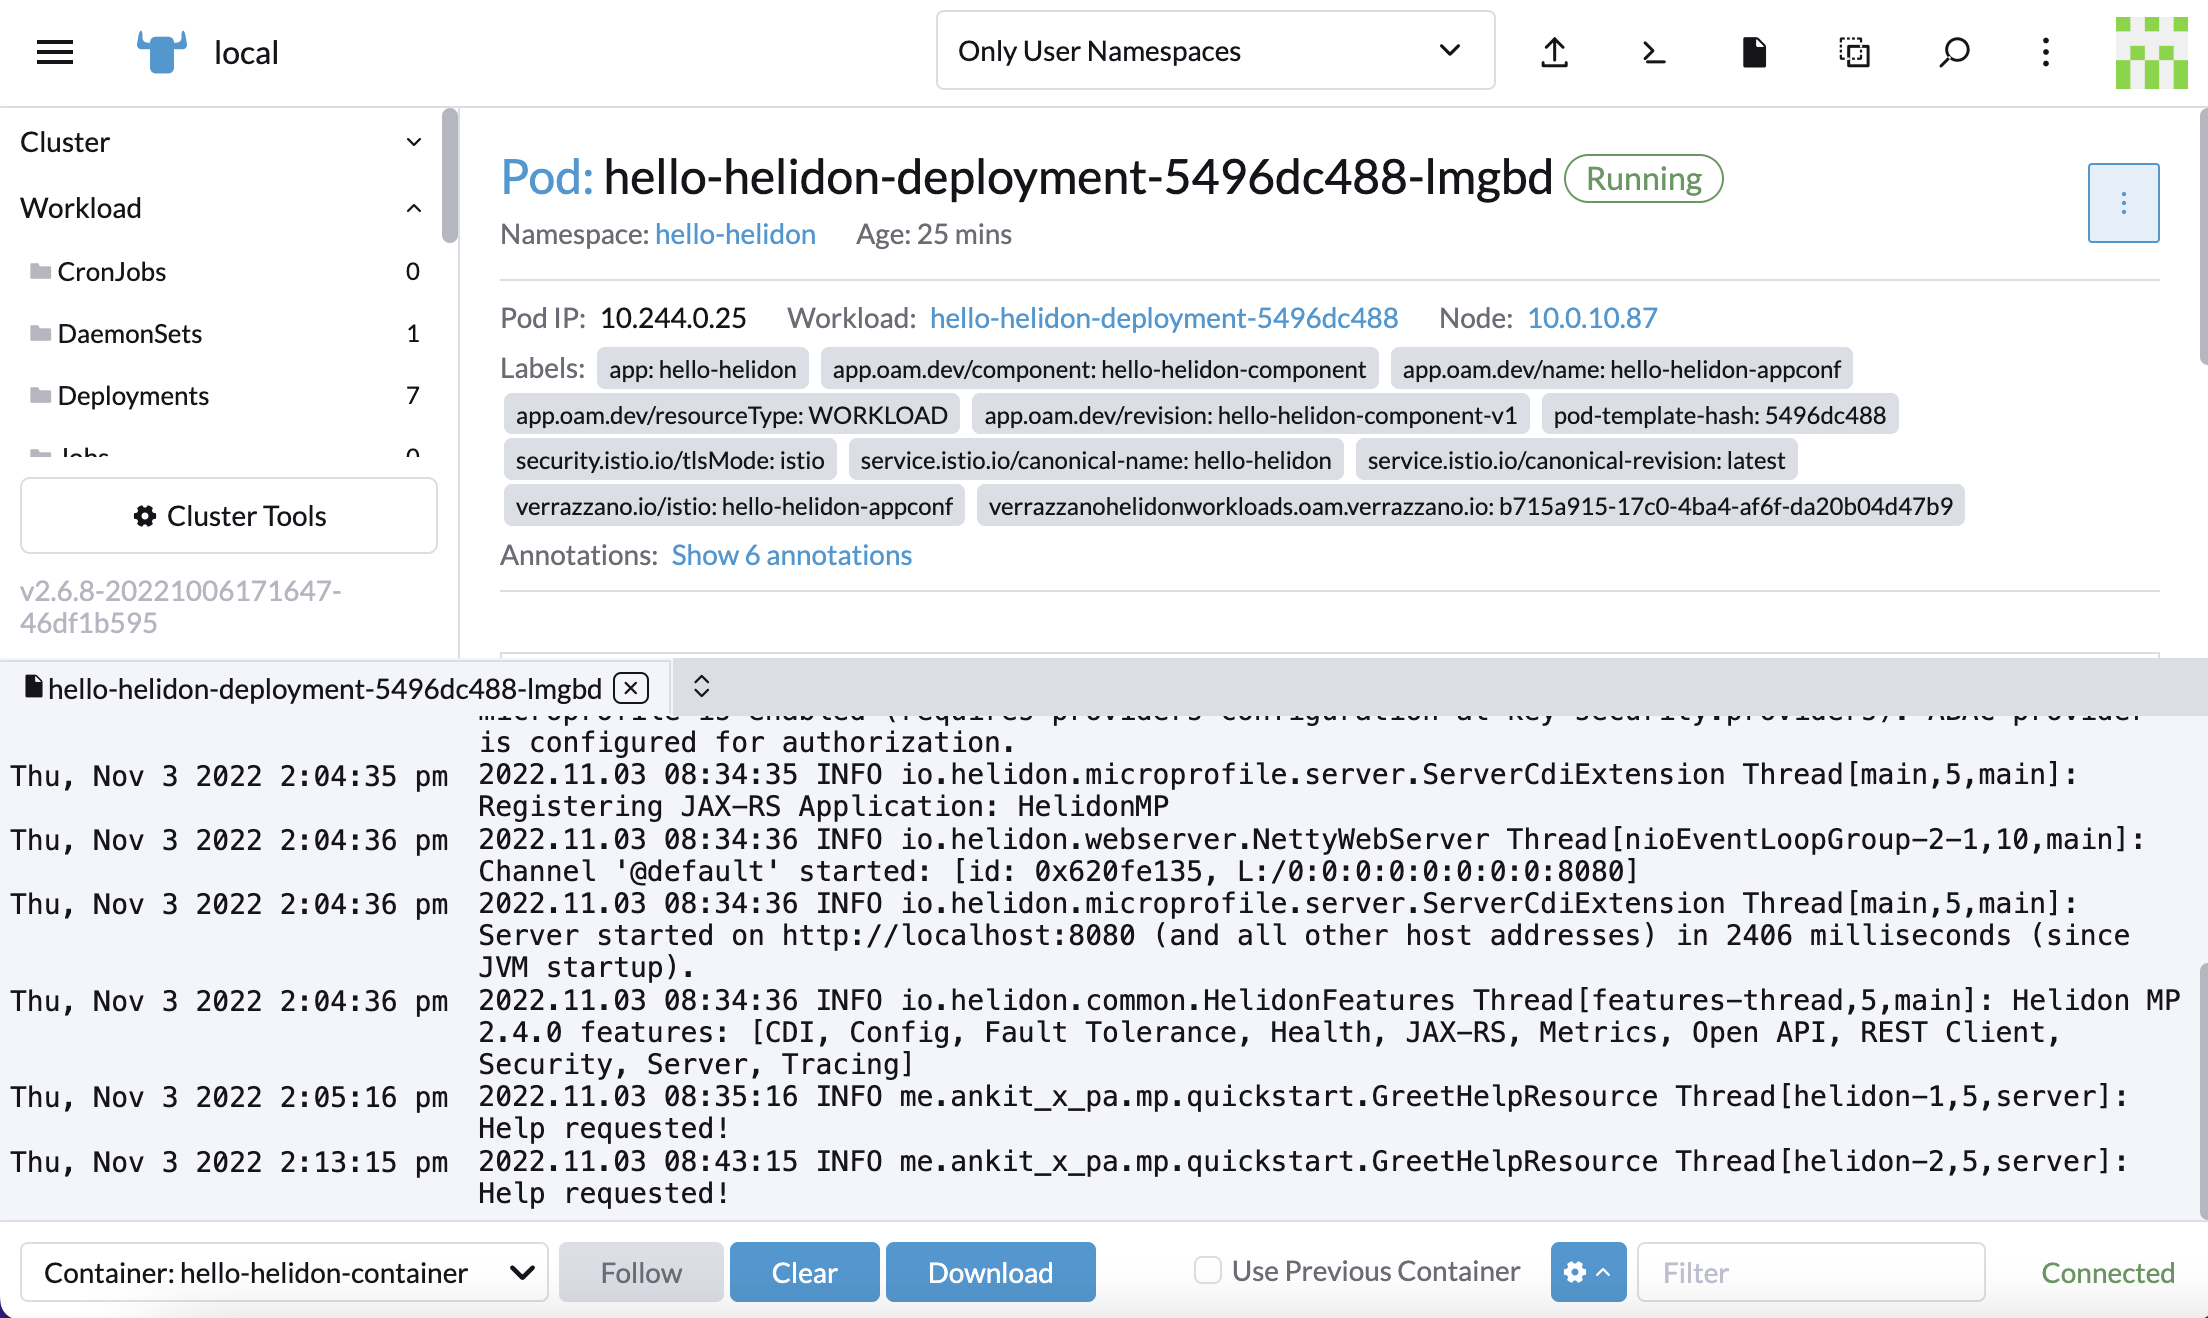 local
Only User Namespaces
Cluster
Workload
CronJobs 0
DaemonSets 1
Deployments 7
Jobs 0
Cluster Tools
v2.6.8-20221006171647-
46df1b595
Pod: hello-helidon-deployment-5496dc488-lmgbd Running
Namespace: hello-helidon Age: 25 mins
Pod IP: 10.244.0.25 Workload: hello-helidon-deployment-5496dc488 Node: 10.0.10.87
Labels: app: hello-helidon app.oam.dev/component: hello-helidon-component app.oam.dev/name: hello-helidon-appconf
app.oam.dev/resourceType: WORKLOAD app.oam.dev/revision: hello-helidon-component-v1 pod-template-hash: 5496dc488
security.istio.io/tlsMode: istio service.istio.io/canonical-name: hello-helidon service.istio.io/canonical-revision: latest
verrazzano.io/istio: hello-helidon-appconf verrazzanohelidonworkloads.oam.verrazzano.io: b715a915-17c0-4ba4-af6f-da20b04d47b9
Annotations: Show 6 annotations
hello-helidon-deployment-5496dc488-lmgbd
microprofile is enabled (requires providers configuration at key security.providers). ABAC provider
is configured for authorization.
Thu, Nov 3 2022 2:04:35 pm 2022.11.03 08:34:35 INFO io.helidon.microprofile.server.ServerCdiExtension Thread[main,5,main]:
Registering JAX-RS Application: HelidonMP
Thu, Nov 3 2022 2:04:36 pm 2022.11.03 08:34:36 INFO io.helidon.webserver.NettyWebServer Thread[nioEventLoopGroup-2-1,10,main]:
Channel '@default' started: [id: 0x620fe135, L:/0:0:0:0:0:0:0:0:8080]
Thu, Nov 3 2022 2:04:36 pm 2022.11.03 08:34:36 INFO io.helidon.microprofile.server.ServerCdiExtension Thread[main,5,main]:
Server started on http://localhost:8080 (and all other host addresses) in 2406 milliseconds (since
JVM startup).
Thu, Nov 3 2022 2:04:36 pm 2022.11.03 08:34:36 INFO io.helidon.common.HelidonFeatures Thread[features-thread,5,main]: Helidon MP
2.4.0 features: [CDI, Config, Fault Tolerance, Health, JAX-RS, Metrics, Open API, REST Client,
Security, Server, Tracing]
Thu, Nov 3 2022 2:05:16 pm 2022.11.03 08:35:16 INFO me.ankit_x_pa.mp.quickstart.GreetHelpResource Thread[helidon-1,5,server]:
Help requested!
Thu, Nov 3 2022 2:13:15 pm 2022.11.03 08:43:15 INFO me.ankit_x_pa.mp.quickstart.GreetHelpResource Thread[helidon-2,5,server]:
Help requested!
Container: hello-helidon-container Follow Clear Download Use Previous Container Filter Connected